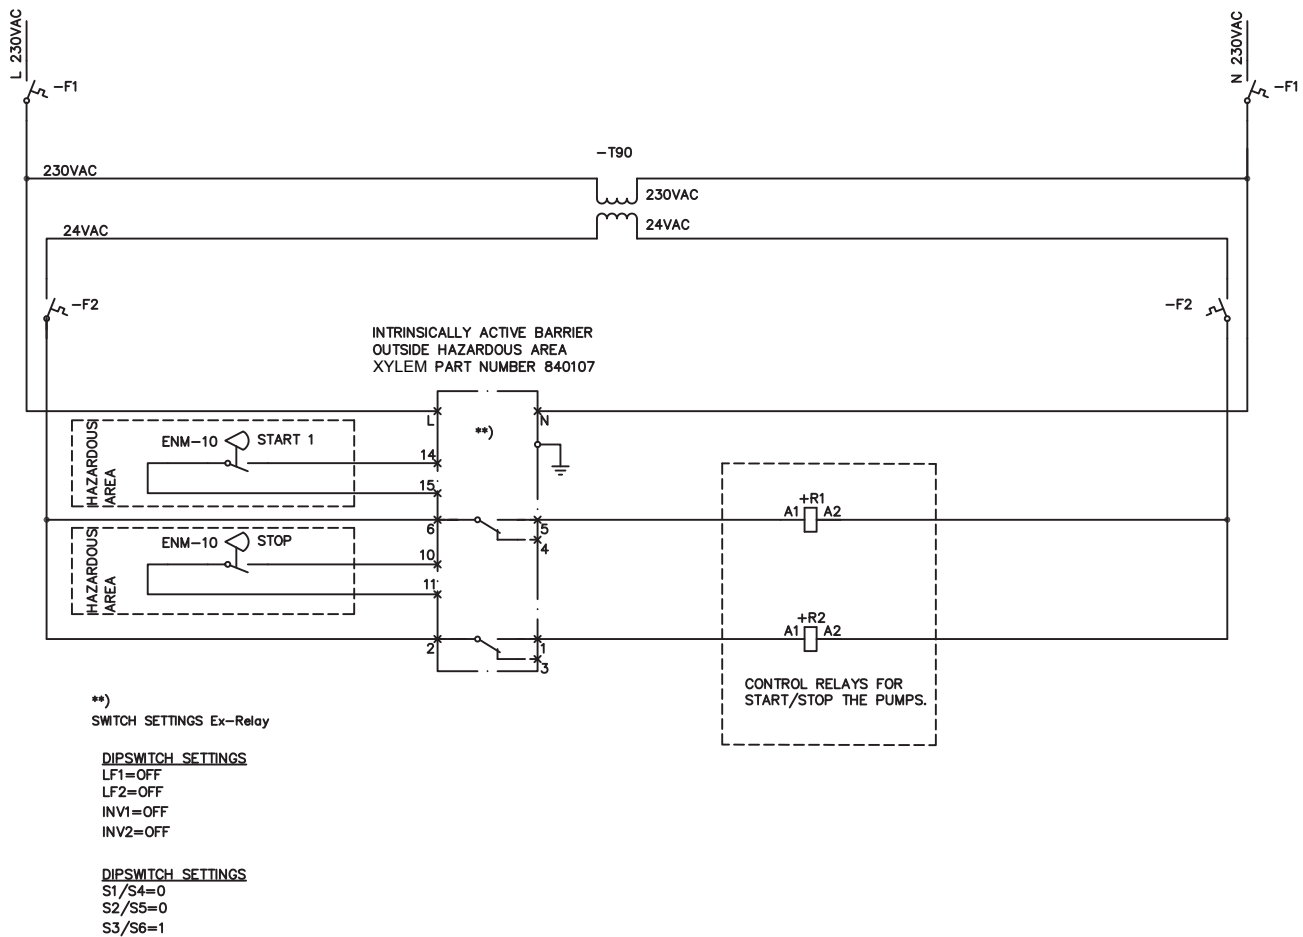 L 230VAC
N 230VAC
-F1
-F1
-T90
230VAC
230VAC
24VAC
24VAC
-F2
-F2
INTRINSICALLY ACTIVE BARRIER
OUTSIDE HAZARDOUS AREA
XYLEM PART NUMBER 840107
L
N
**)
HAZARDOUS
AREA
ENM-10
START 1
14
15
6
5
4
+R1
A1
A2
HAZARDOUS
AREA
ENM-10
STOP
10
11
2
1
3
+R2
A1
A2
CONTROL RELAYS FOR
START/STOP THE PUMPS.
**)
SWITCH SETTINGS Ex-Relay
DIPSWITCH SETTINGS
LF1=OFF
LF2=OFF
INV1=OFF
INV2=OFF
DIPSWITCH SETTINGS
S1/S4=0
S2/S5=0
S3/S6=1